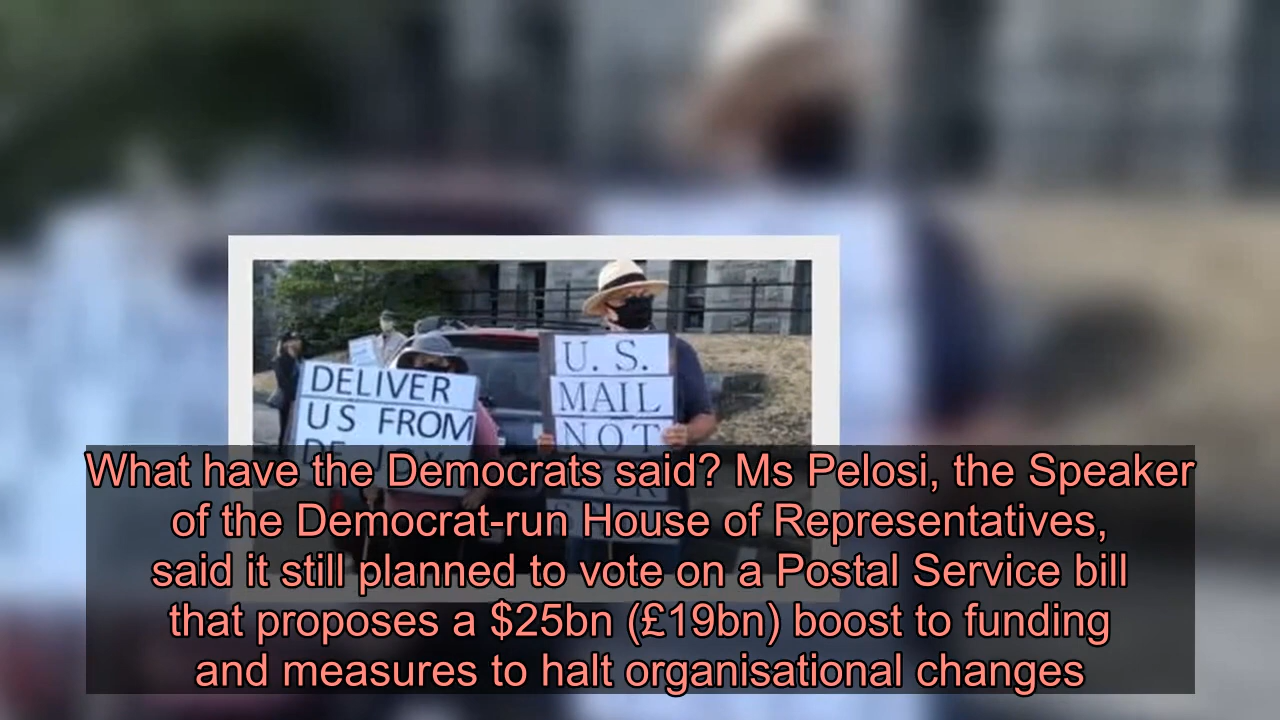 DELIVER
US FROM
U. S.
MAIL
NOT
What have the Democrats said? Ms Pelosi, the Speaker
of the Democrat-run House of Representatives,
said it still planned to vote on a Postal Service bill
that proposes a $25bn (£19bn) boost to funding
and measures to halt organisational changes